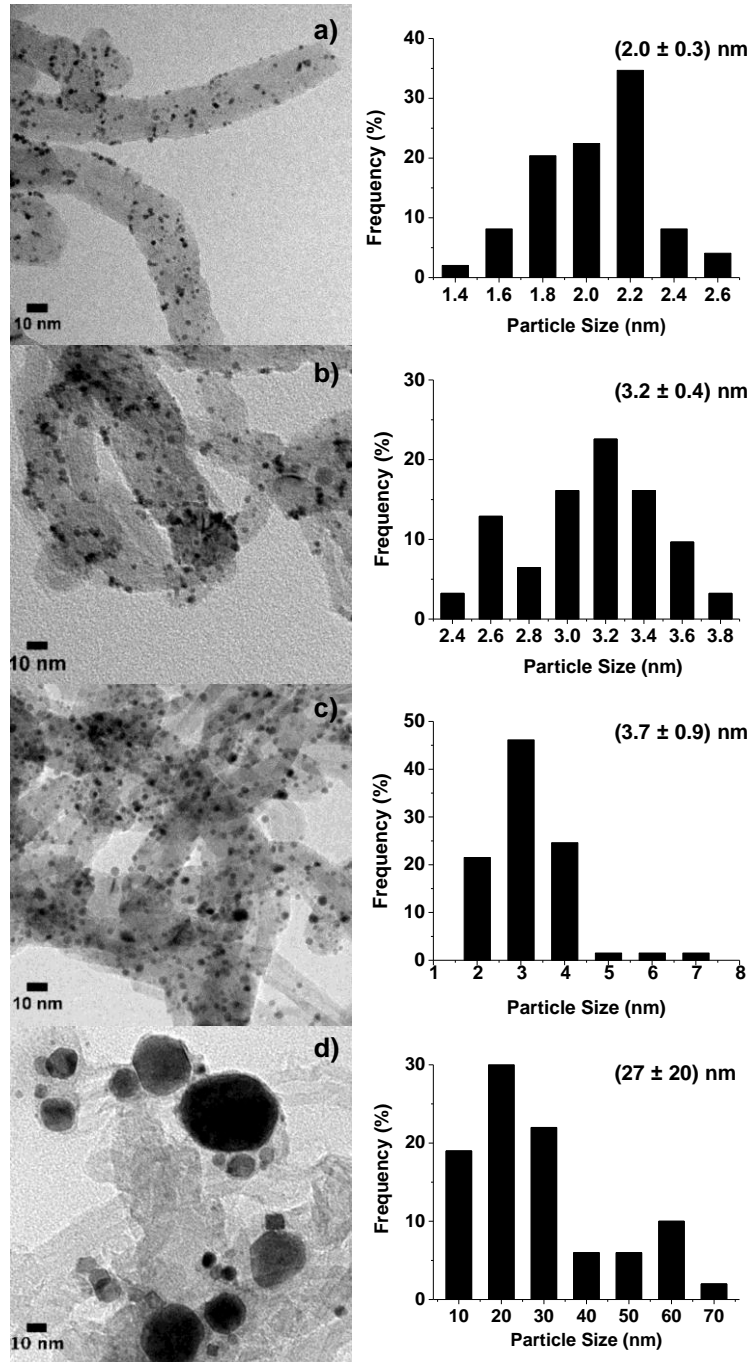 a)
10 nm
(2.0 ± 0.3) nm
Frequency (%)
40
30
20
10
0
1.4 1.6 1.8 2.0 2.2 2.4 2.6
Particle Size (nm)
b)
10 nm
(3.2 ± 0.4) nm
Frequency (%)
30
20
10
0
2.4 2.6 2.8 3.0 3.2 3.4 3.6 3.8
Particle Size (nm)
c)
10 nm
(3.7 ± 0.9) nm
Frequency (%)
50
40
30
20
10
0
1 2 3 4 5 6 7 8
Particle Size (nm)
d)
10 nm
(27 ± 20) nm
Frequency (%)
30
20
10
0
10 20 30 40 50 60 70
Particle Size (nm)